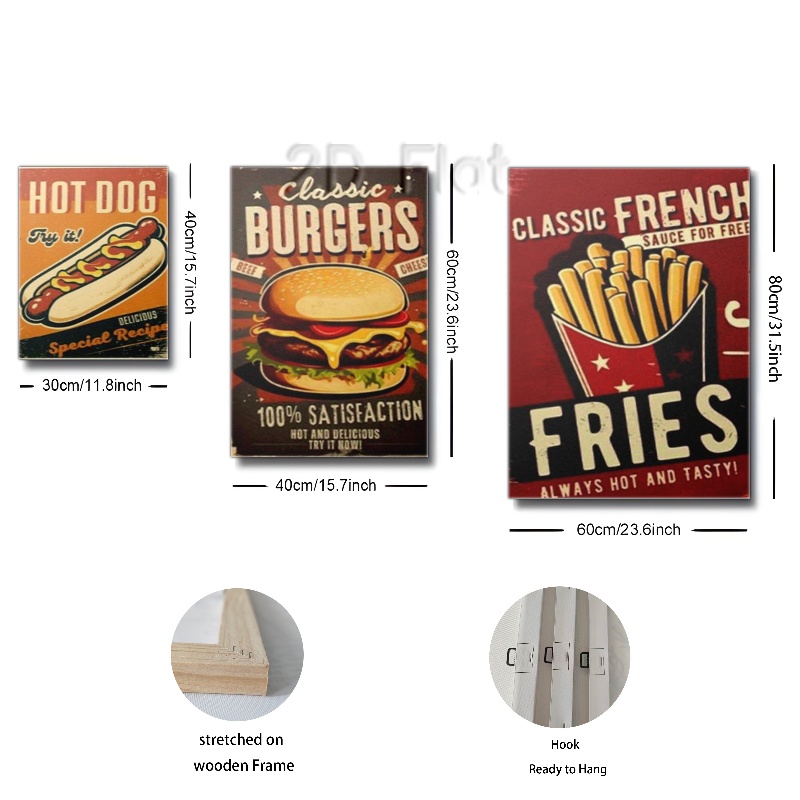 2D Flat
HOT DOG
Try it!
DELICIOUS
Special Recipe
40cm/15.7inch
30cm/11.8inch
Classic
BURGERS
BEEF
CHEES
100% SATISFACTION
HOT AND DELICIOUS
TRY IT NOW!
60cm/23.6inch
40cm/15.7inch
CLASSIC FRENCH
SAUCE FOR FREE
FRIES
ALWAYS HOT AND TASTY!
80cm/31.5inch
60cm/23.6inch
stretched on
wooden Frame
Hook
Ready to Hang